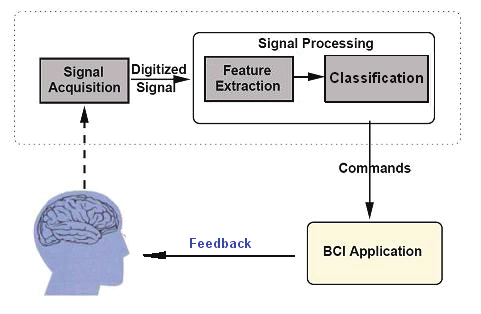 Signal Processing
Signal
Acquisition
Digitized
Signal
Feature
Extraction
Classification
Commands
BCI Application
Feedback